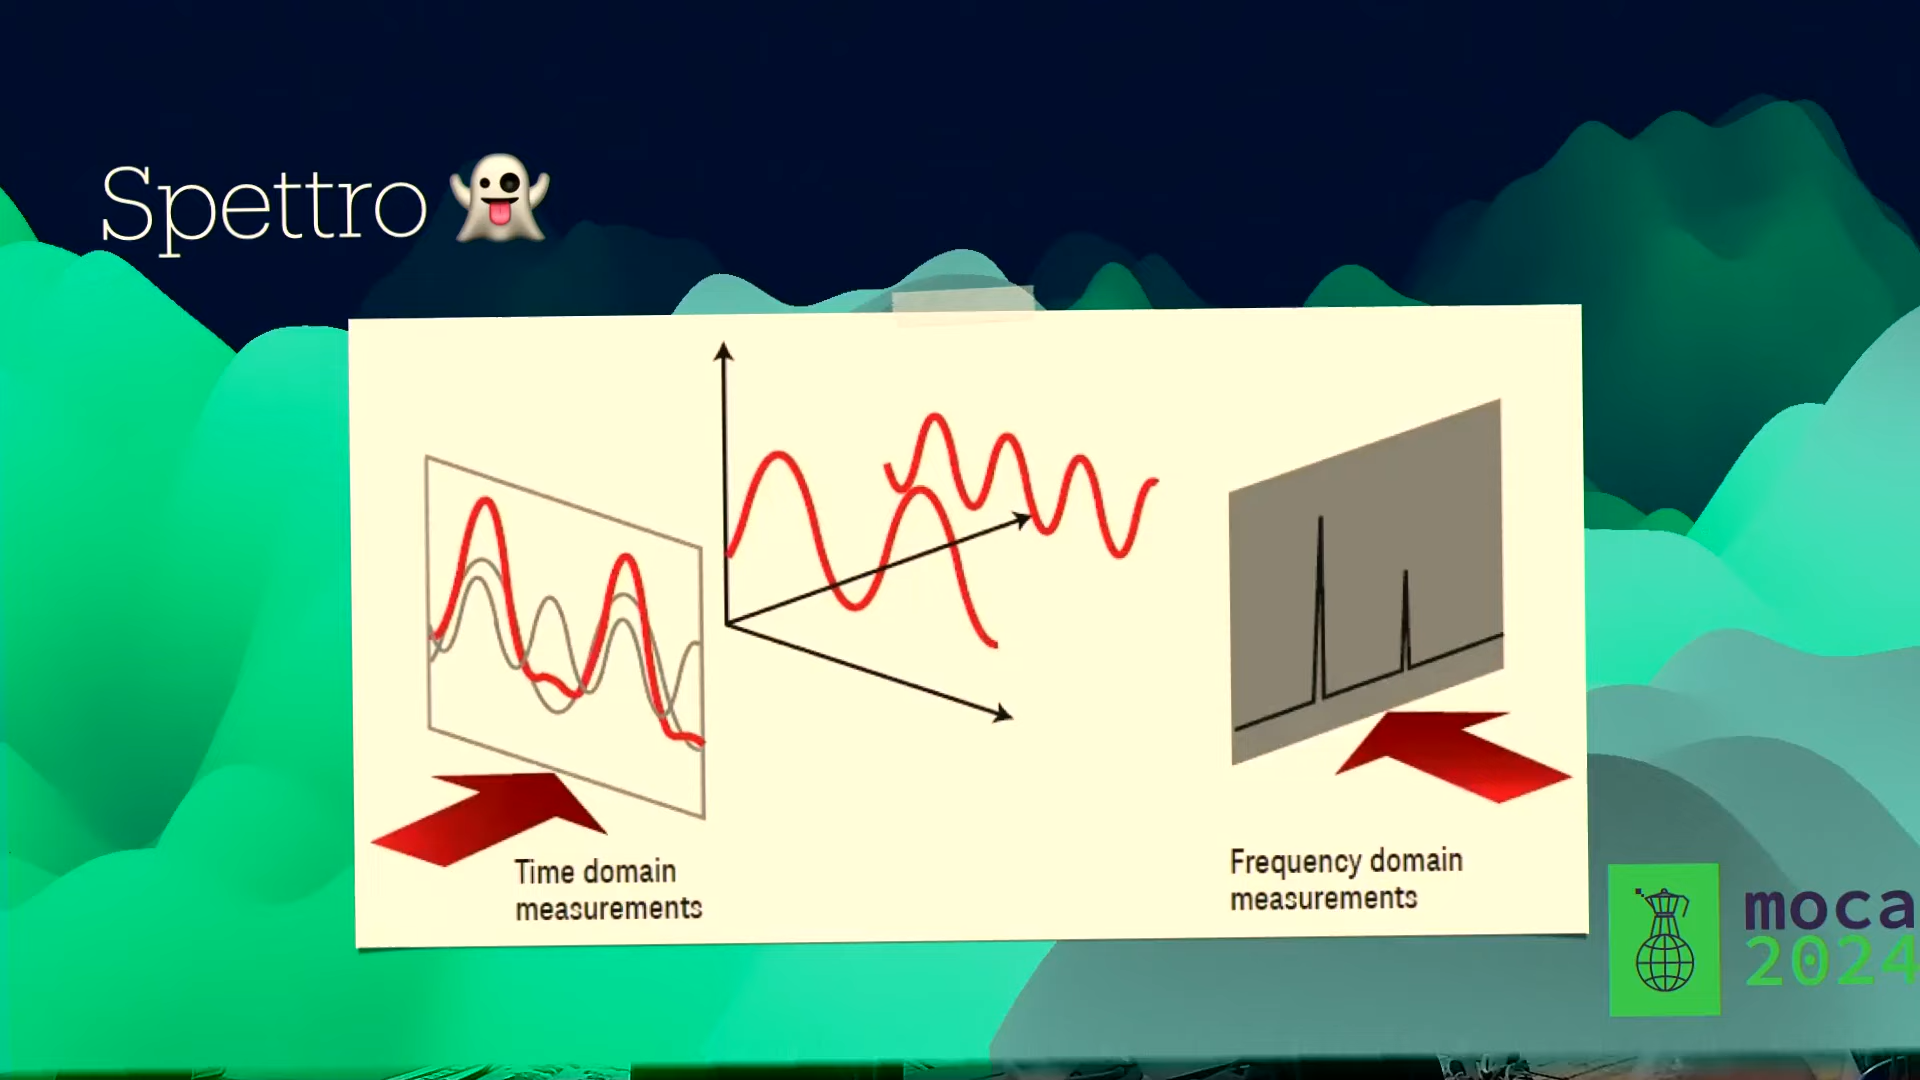 Spettro 👻
Time domain
measurements
Frequency domain
measurements
moca
2024